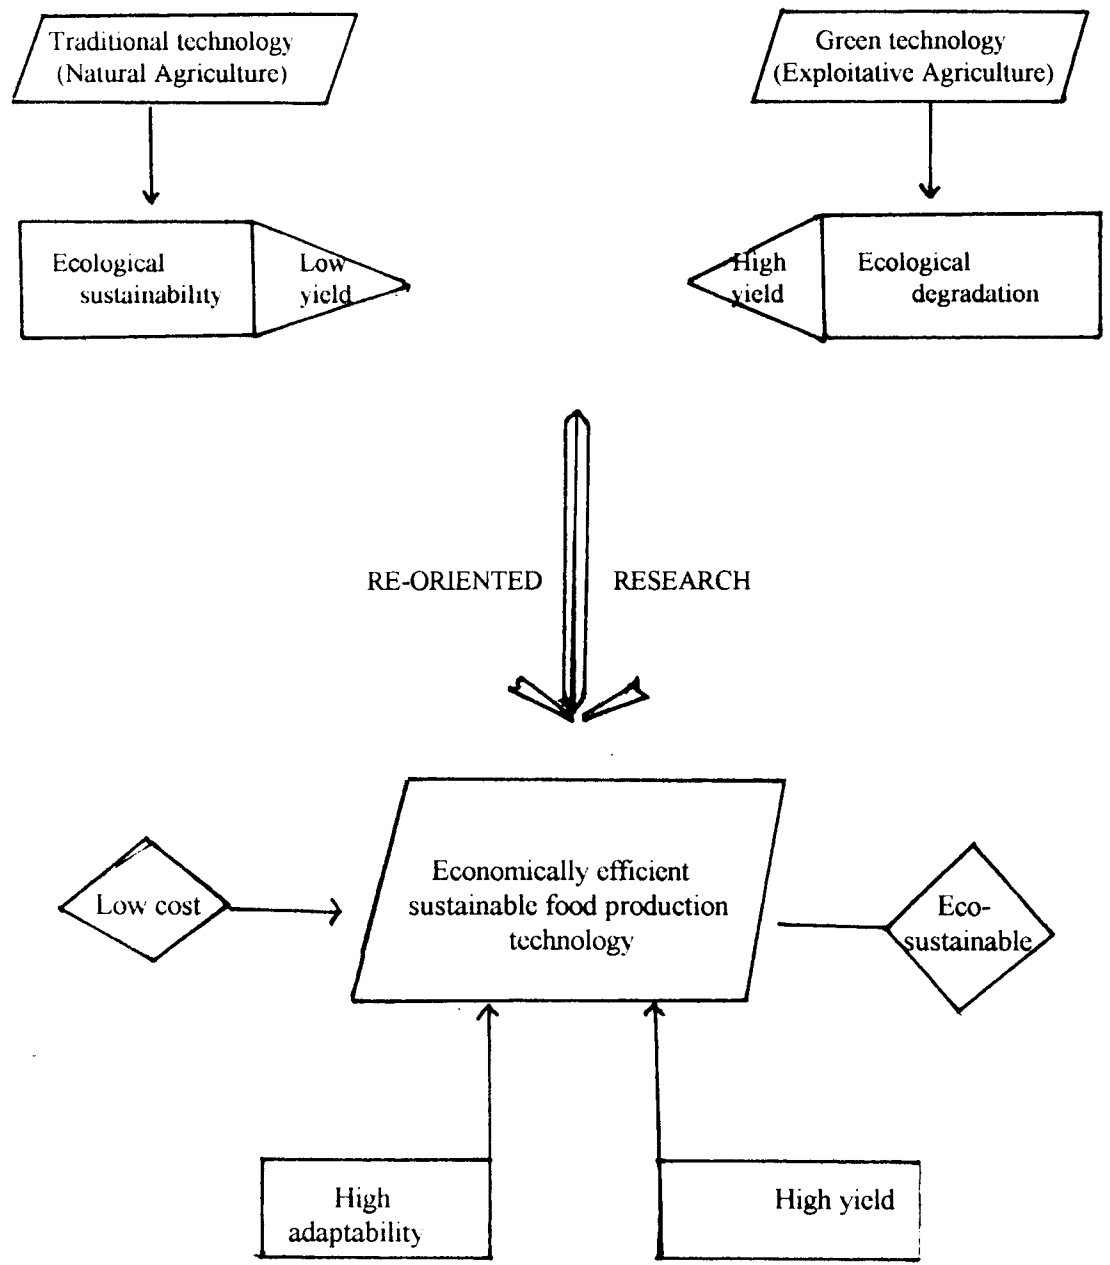 Traditional technology
(Natural Agriculture)
Green technology
(Exploitative Agriculture)
Ecological
sustainability
Low
yield
High
yield
Ecological
degradation
RE-ORIENTED
RESEARCH
Low cost
Economically efficient
sustainable food production
technology
Eco-
sustainable
High
adaptability
High yield